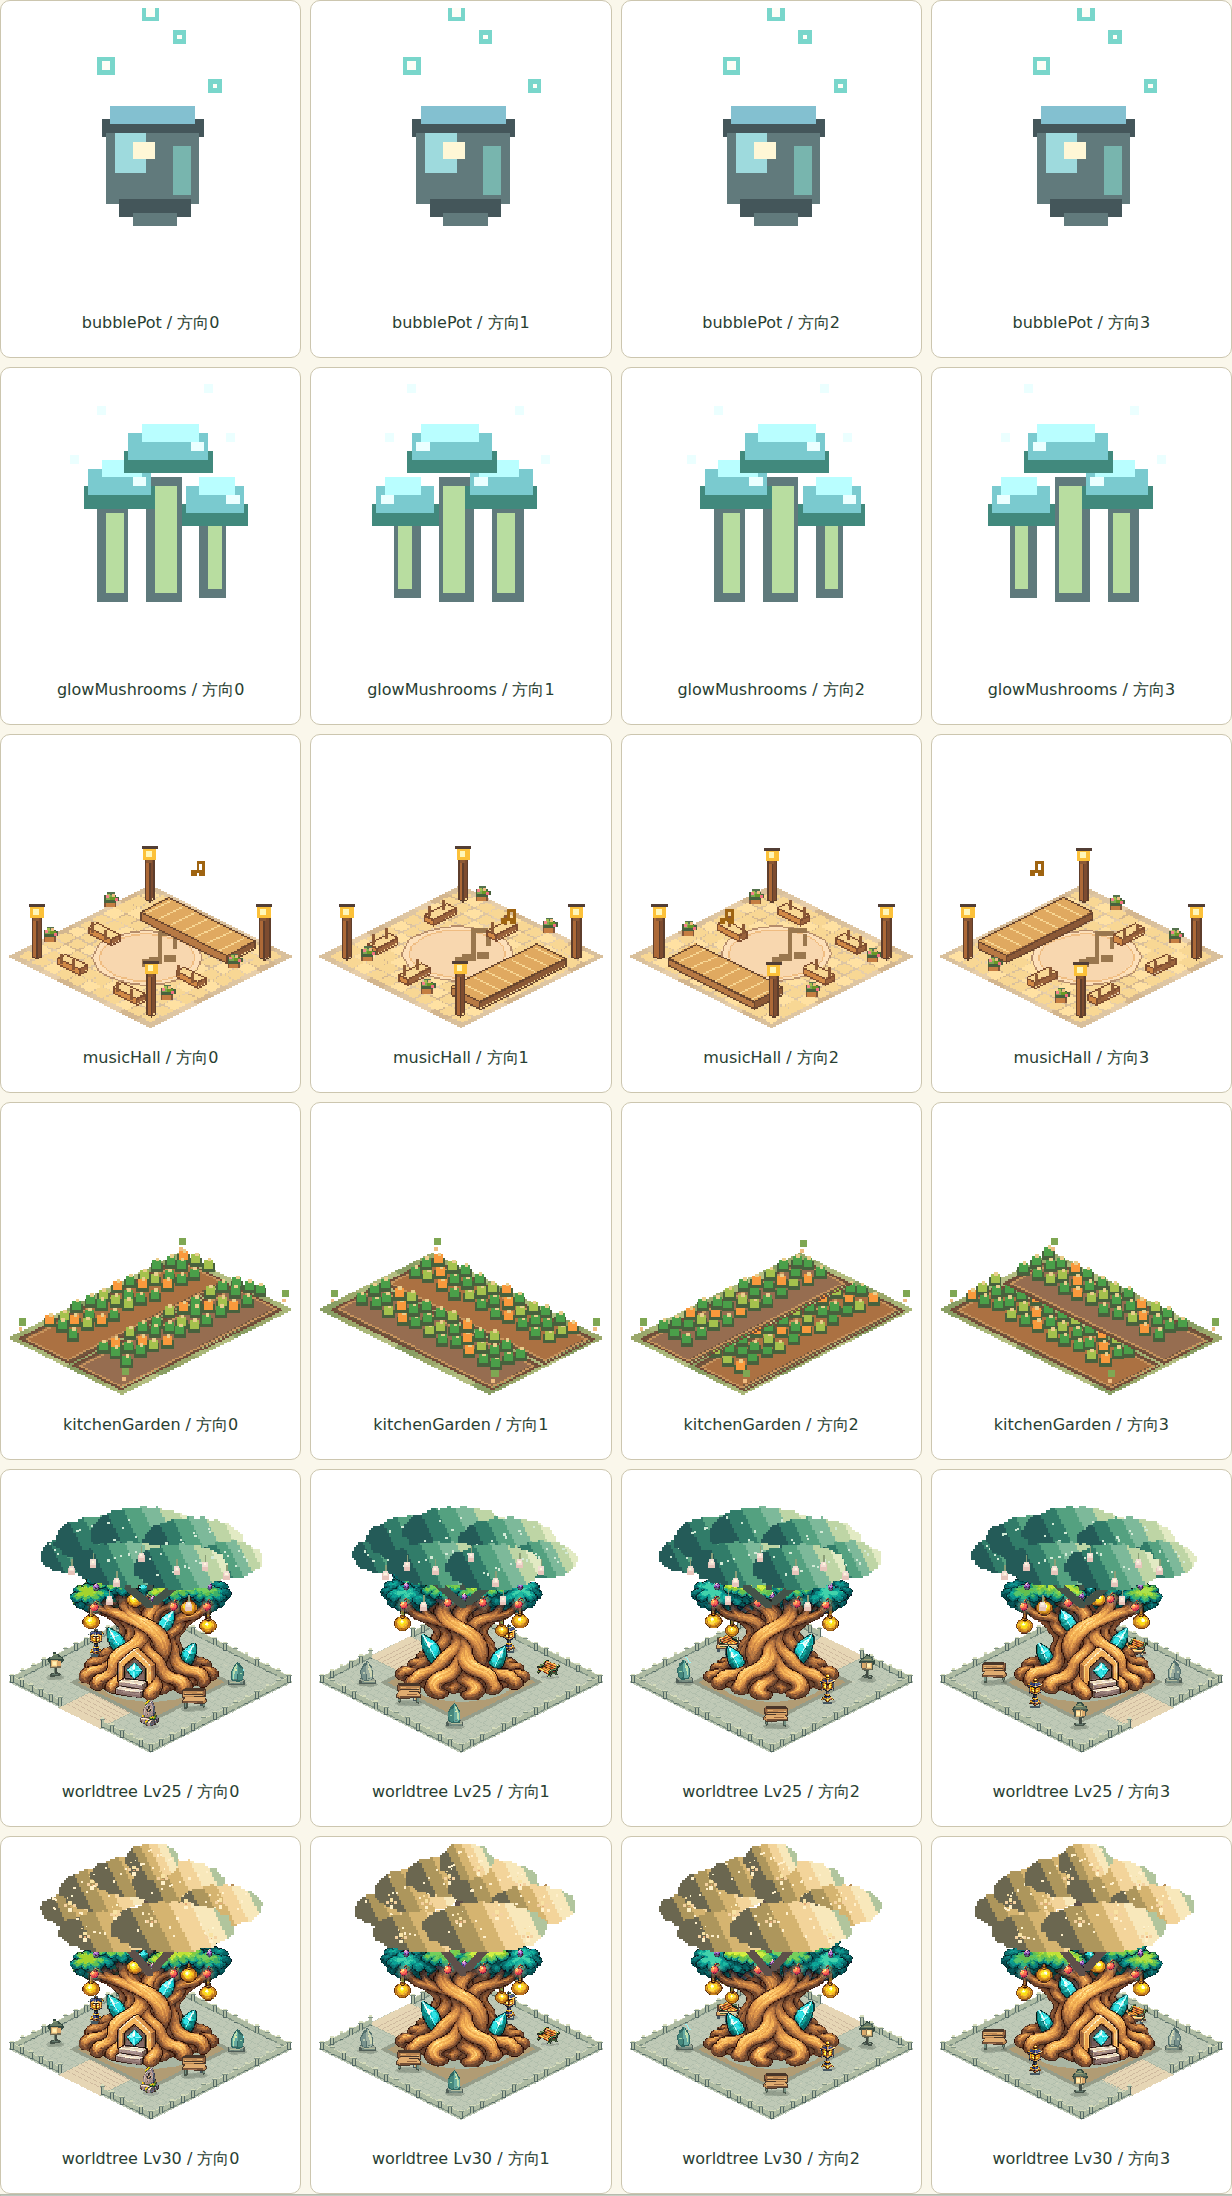 bubblePot / 方向0
bubblePot / 方向1
bubblePot / 方向2
bubblePot / 方向3
glowMushrooms / 方向0
glowMushrooms / 方向1
glowMushrooms / 方向2
glowMushrooms / 方向3
musicHall / 方向0
musicHall / 方向1
musicHall / 方向2
musicHall / 方向3
kitchenGarden / 方向0
kitchenGarden / 方向1
kitchenGarden / 方向2
kitchenGarden / 方向3
worldtree Lv25 / 方向0
worldtree Lv25 / 方向1
worldtree Lv25 / 方向2
worldtree Lv25 / 方向3
worldtree Lv30 / 方向0
worldtree Lv30 / 方向1
worldtree Lv30 / 方向2
worldtree Lv30 / 方向3